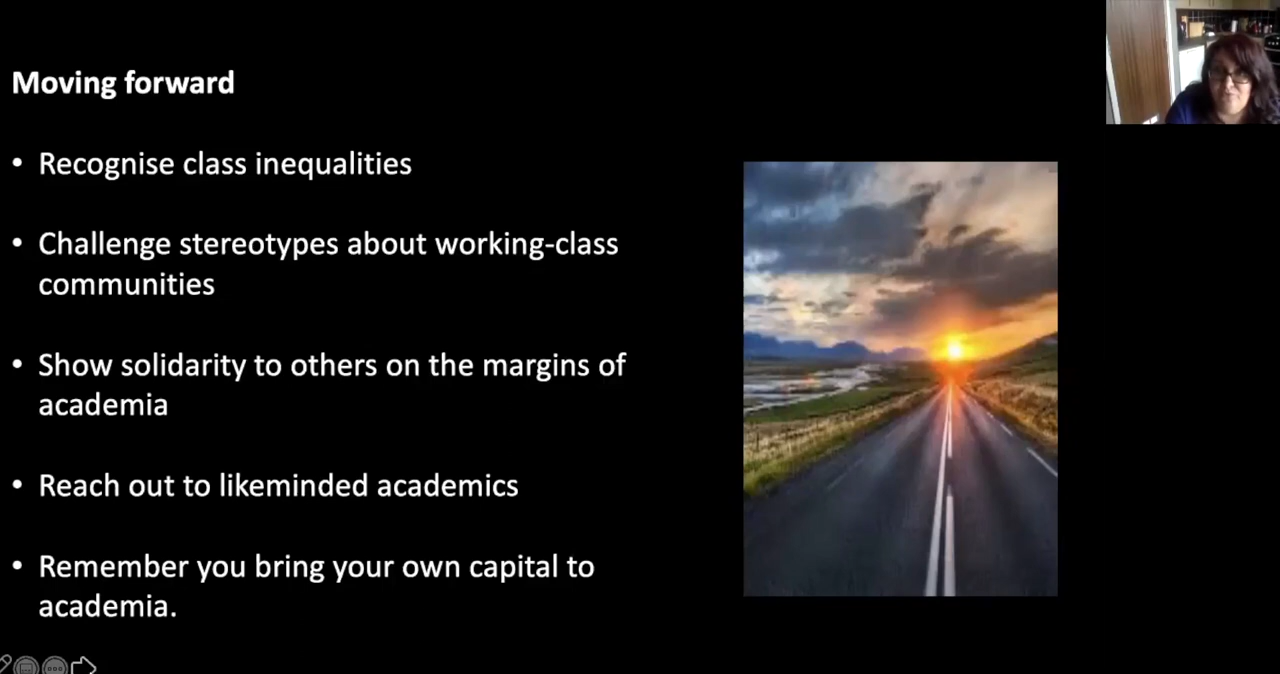 Moving forward
• Recognise class inequalities
• Challenge stereotypes about working-class
communities
• Show solidarity to others on the margins of
academia
• Reach out to likeminded academics
• Remember you bring your own capital to
academia.